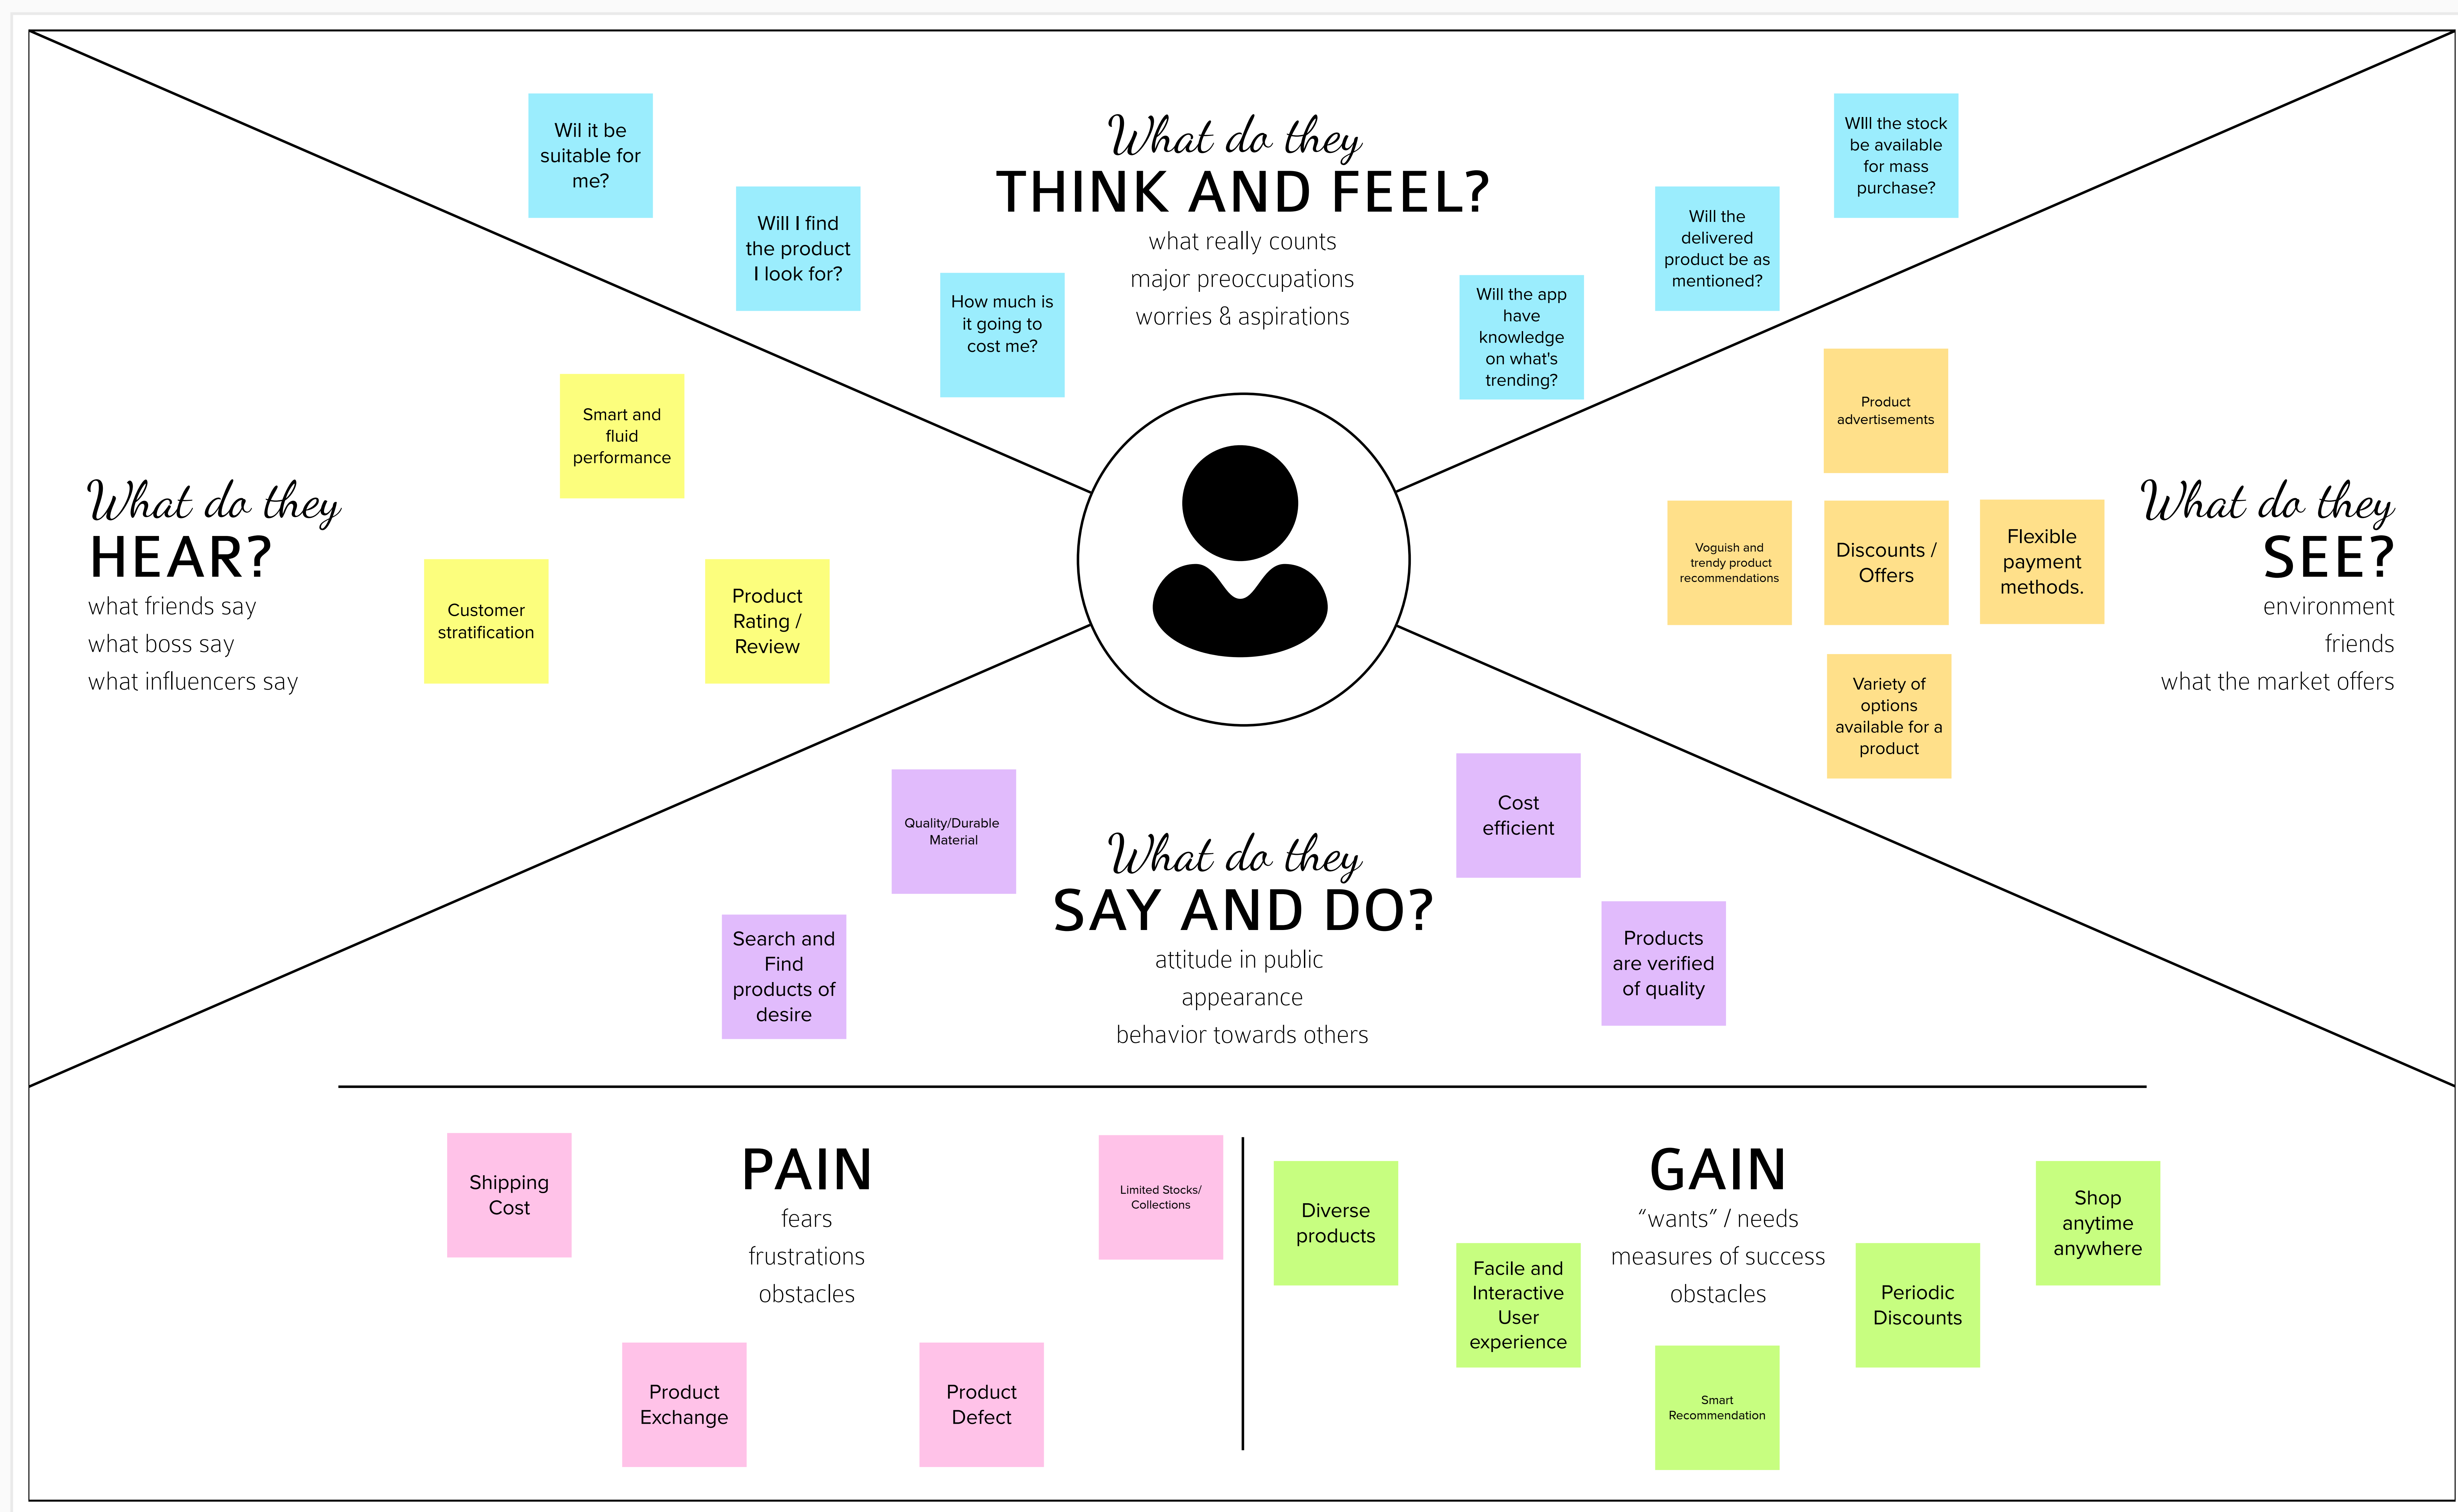 What do they
THINK AND FEEL?
what really counts
major preoccupations
worries & aspirations
Wil it be
suitable for
me?
Will I find
the product
I look for?
How much is
it going to
cost me?
Will the app
have
knowledge
on what's
trending?
Will the
delivered
product be as
mentioned?
WIll the stock
be available
for mass
purchase?
What do they
HEAR?
what friends say
what boss say
what influencers say
Smart and
fluid
performance
Customer
stratification
Product
Rating /
Review
What do they
SEE?
environment
friends
what the market offers
Product
advertisements
Voguish and
trendy product
recommendations
Discounts /
Offers
Flexible
payment
methods.
Variety of
options
available for a
product
What do they
SAY AND DO?
attitude in public
appearance
behavior towards others
Quality/Durable
Material
Search and
Find
products of
desire
Cost
efficient
Products
are verified
of quality
PAIN
fears
frustrations
obstacles
Shipping
Cost
Limited Stocks/
Collections
Product
Exchange
Product
Defect
GAIN
“wants” / needs
measures of success
obstacles
Diverse
products
Facile and
Interactive
User
experience
Smart
Recommendation
Periodic
Discounts
Shop
anytime
anywhere